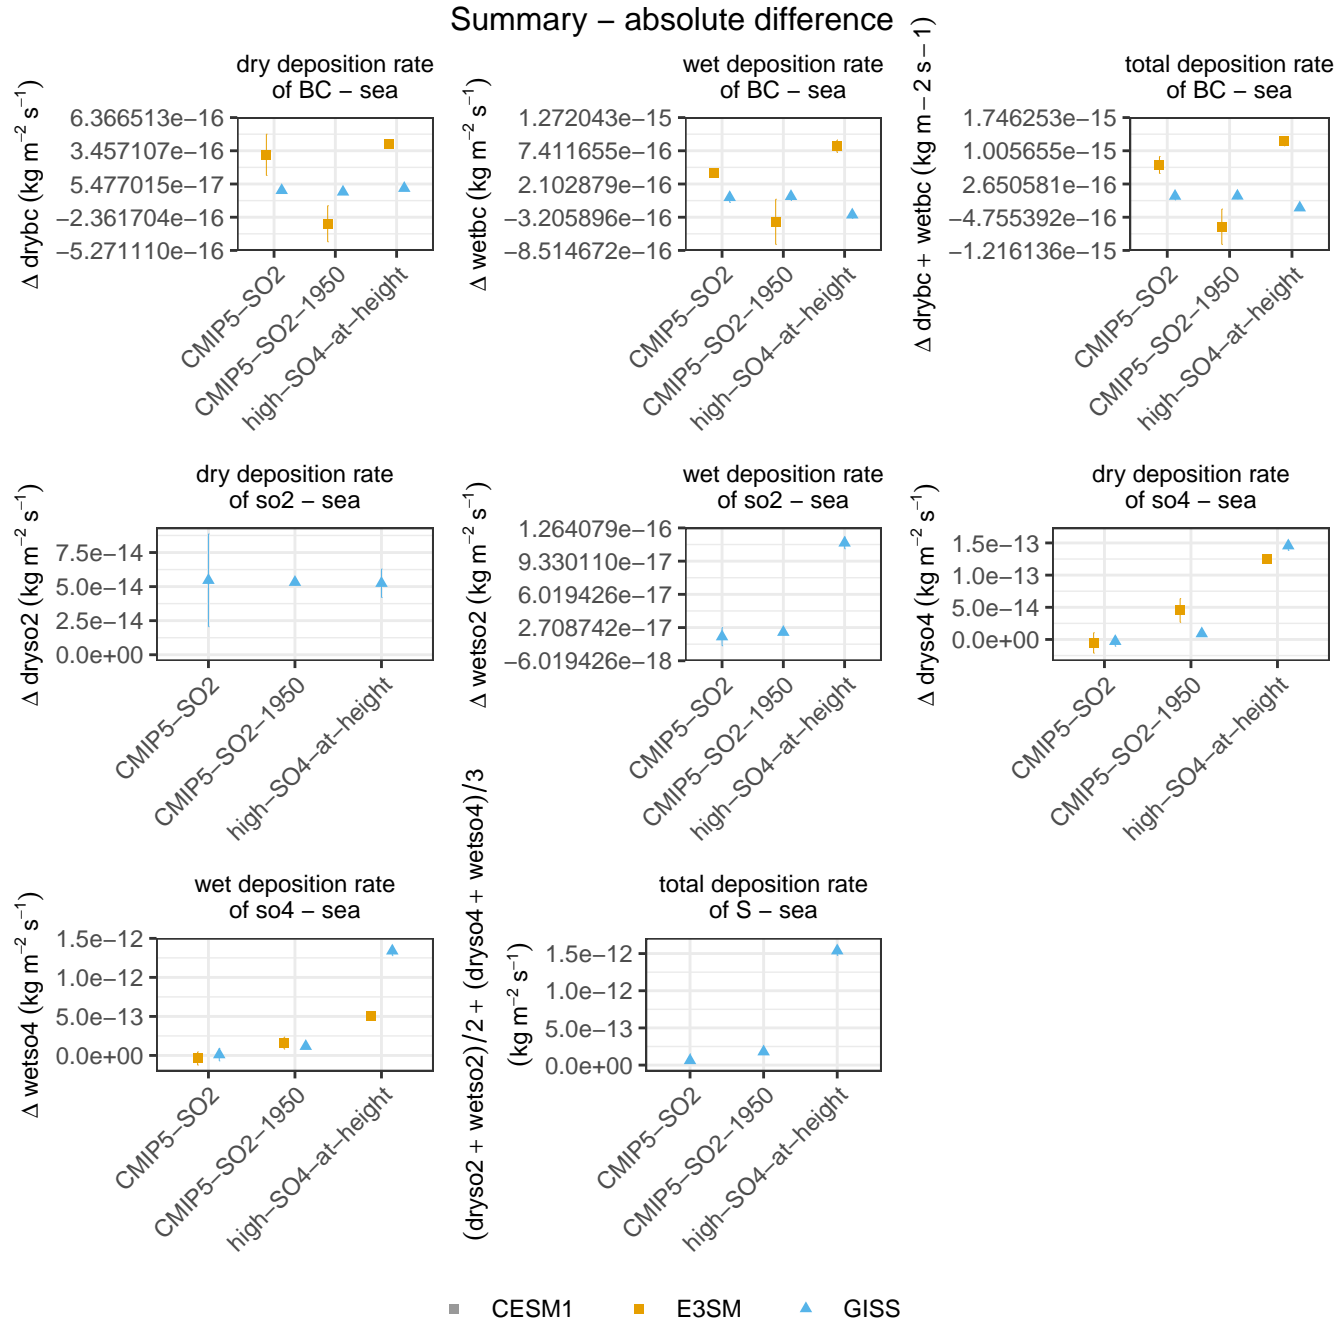 Summary − absolute difference
dry deposition rate
of BC − sea
Δ drybc (kg m−2 s−1)
6.366513e−16
3.457107e−16
5.477015e−17
−2.361704e−16
−5.271110e−16
CMIP5−SO2
CMIP5−SO2−1950
high−SO4−at−height
wet deposition rate
of BC − sea
Δ wetbc (kg m−2 s−1)
1.272043e−15
7.411655e−16
2.102879e−16
−3.205896e−16
−8.514672e−16
CMIP5−SO2
CMIP5−SO2−1950
high−SO4−at−height
total deposition rate
of BC − sea
Δ drybc + wetbc (kg m − 2 s − 1)
1.746253e−15
1.005655e−15
2.650581e−16
−4.755392e−16
−1.216136e−15
CMIP5−SO2
CMIP5−SO2−1950
high−SO4−at−height
dry deposition rate
of so2 − sea
Δ dryso2 (kg m−2 s−1)
7.5e−14
5.0e−14
2.5e−14
0.0e+00
CMIP5−SO2
CMIP5−SO2−1950
high−SO4−at−height
wet deposition rate
of so2 − sea
Δ wetso2 (kg m−2 s−1)
1.264079e−16
9.330110e−17
6.019426e−17
2.708742e−17
−6.019426e−18
CMIP5−SO2
CMIP5−SO2−1950
high−SO4−at−height
dry deposition rate
of so4 − sea
Δ dryso4 (kg m−2 s−1)
1.5e−13
1.0e−13
5.0e−14
0.0e+00
CMIP5−SO2
CMIP5−SO2−1950
high−SO4−at−height
wet deposition rate
of so4 − sea
Δ wetso4 (kg m−2 s−1)
1.5e−12
1.0e−12
5.0e−13
0.0e+00
CMIP5−SO2
CMIP5−SO2−1950
high−SO4−at−height
total deposition rate
of S − sea
(dryso2 + wetso2)/2 + (dryso4 + wetso4)/3
(kg m−2 s−1)
1.5e−12
1.0e−12
5.0e−13
0.0e+00
CMIP5−SO2
CMIP5−SO2−1950
high−SO4−at−height
CESM1
E3SM
GISS